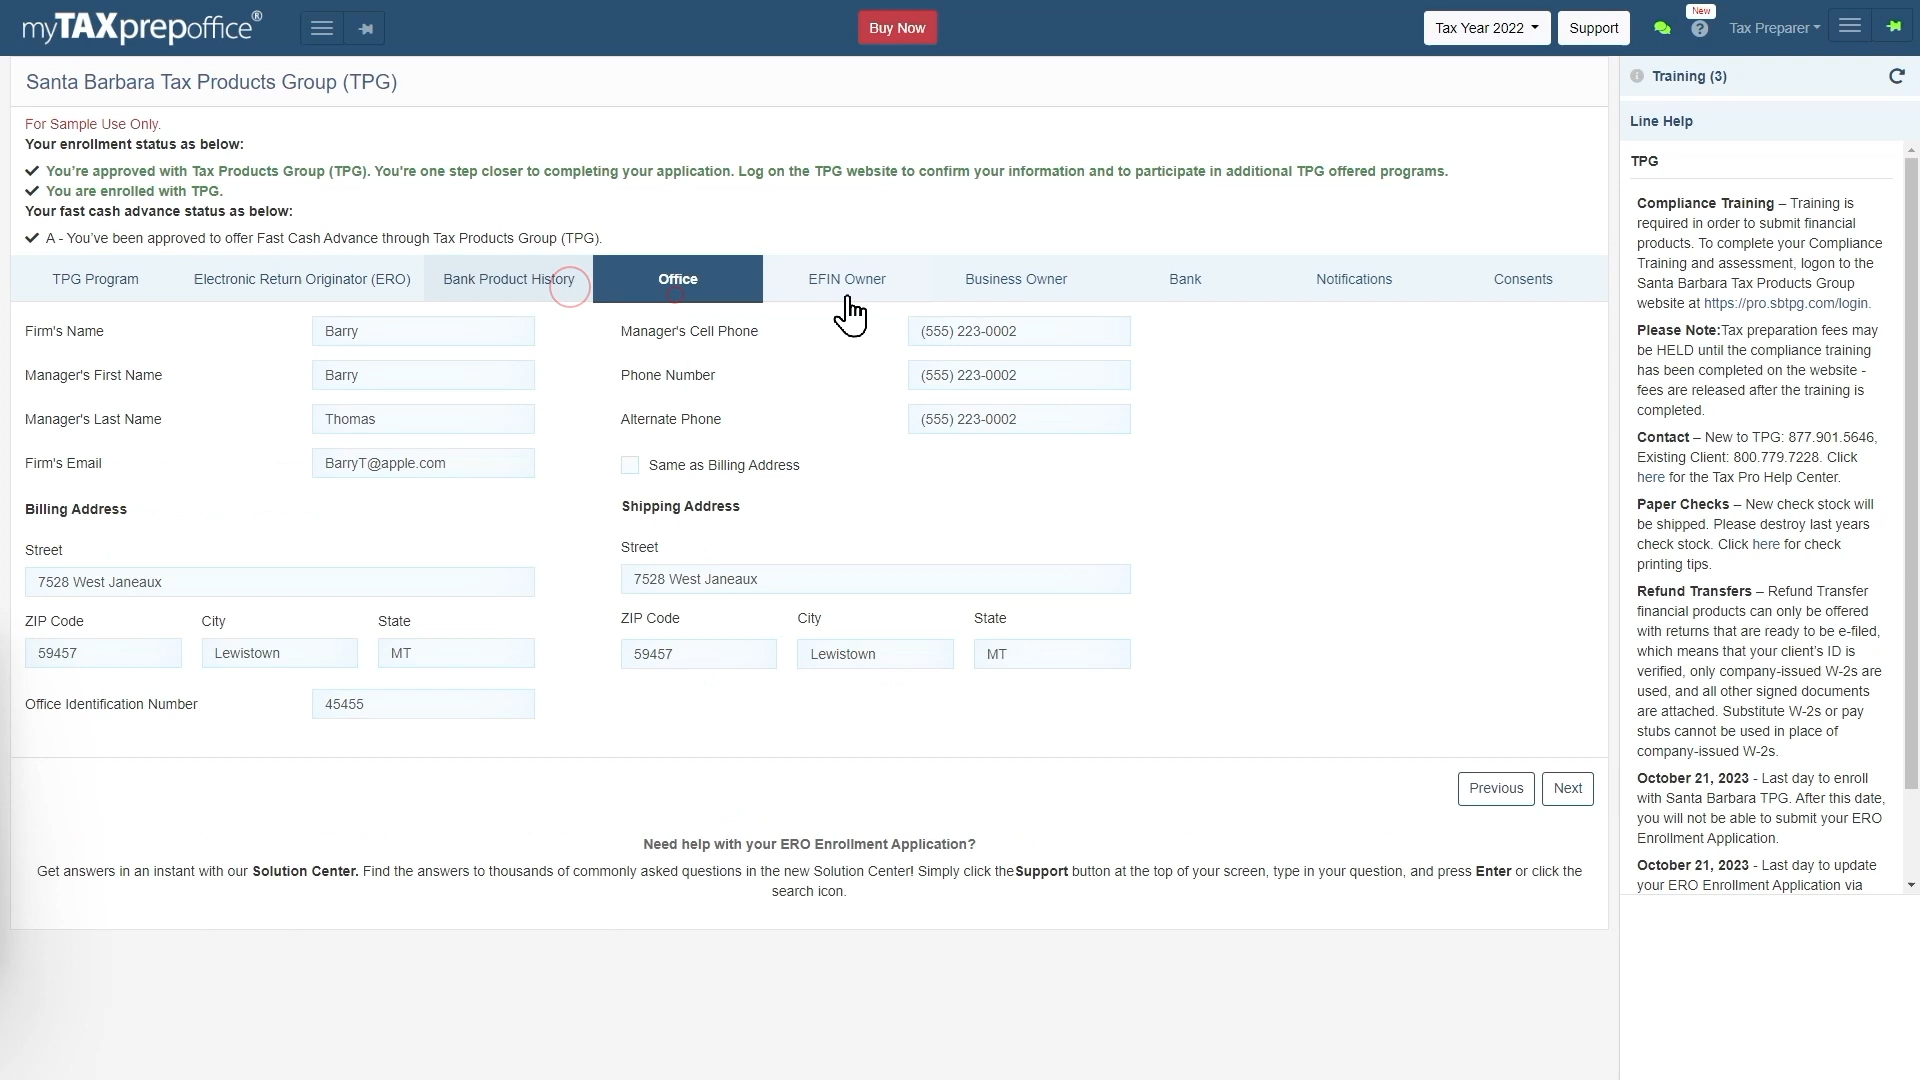 myTAXprepoffice®
Buy Now
Tax Year 2022
Support
New
Tax Preparer
Santa Barbara Tax Products Group (TPG)
For Sample Use Only.
Your enrollment status as below:
You're approved with Tax Products Group (TPG). You're one step closer to completing your application. Log on the TPG website to confirm your information and to participate in additional TPG offered programs.
You are enrolled with TPG.
Your fast cash advance status as below:
A - You've been approved to offer Fast Cash Advance through Tax Products Group (TPG).
TPG Program
Electronic Return Originator (ERO)
Bank Product History
Office
EFIN Owner
Business Owner
Bank
Notifications
Consents
Firm's Name
Barry
Manager's First Name
Barry
Manager's Last Name
Thomas
Firm's Email
BarryT@apple.com
Billing Address
Street
7528 West Janeaux
ZIP Code
City
State
59457
Lewistown
MT
Office Identification Number
45455
Manager's Cell Phone
(555) 223-0002
Phone Number
(555) 223-0002
Alternate Phone
(555) 223-0002
Same as Billing Address
Shipping Address
Street
7528 West Janeaux
ZIP Code
City
State
59457
Lewistown
MT
Previous
Next
Need help with your ERO Enrollment Application?
Get answers in an instant with our Solution Center. Find the answers to thousands of commonly asked questions in the new Solution Center! Simply click the Support button at the top of your screen, type in your question, and press Enter or click the
search icon.
Training (3)
Line Help
TPG
Compliance Training – Training is
required in order to submit financial
products. To complete your Compliance
Training and assessment, logon to the
Santa Barbara Tax Products Group
website at https://pro.sbtpg.com/login.
Please Note:Tax preparation fees may
be HELD until the compliance training
has been completed on the website -
fees are released after the training is
completed.
Contact – New to TPG: 877.901.5646,
Existing Client: 800.779.7228. Click
here for the Tax Pro Help Center.
Paper Checks – New check stock will
be shipped. Please destroy last years
check stock. Click here for check
printing tips.
Refund Transfers – Refund Transfer
financial products can only be offered
with returns that are ready to be e-filed,
which means that your client's ID is
verified, only company-issued W-2s are
used, and all other signed documents
are attached. Substitute W-2s or pay
stubs cannot be used in place of
company-issued W-2s.
October 21, 2023 - Last day to enroll
with Santa Barbara TPG. After this date,
you will not be able to submit your ERO
Enrollment Application.
October 21, 2023 - Last day to update
your ERO Enrollment Application via